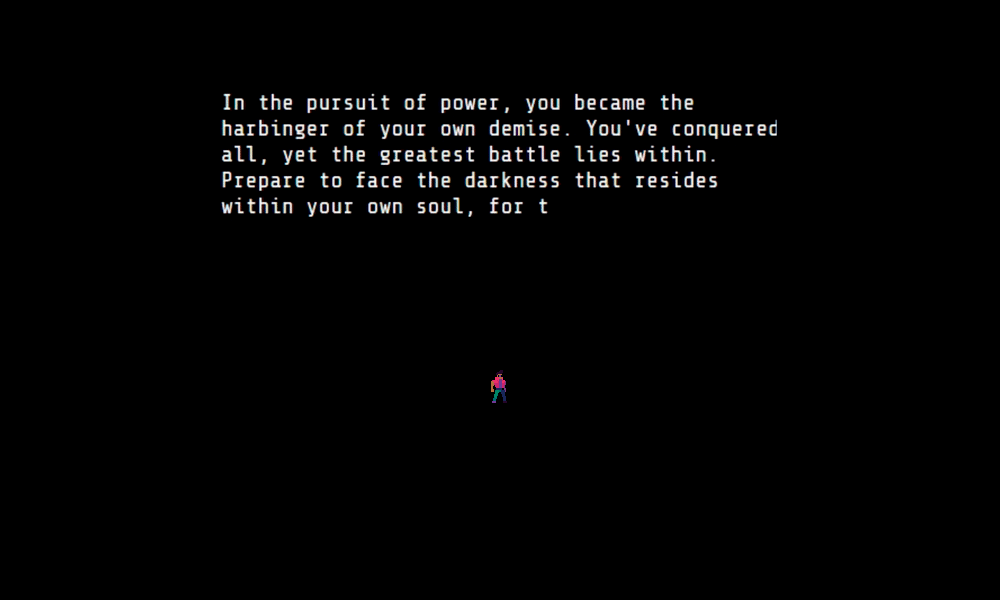 In the pursuit of power, you became the
harbinger of your own demise. You've conquered
all, yet the greatest battle lies within.
Prepare to face the darkness that resides
within your own soul, for t